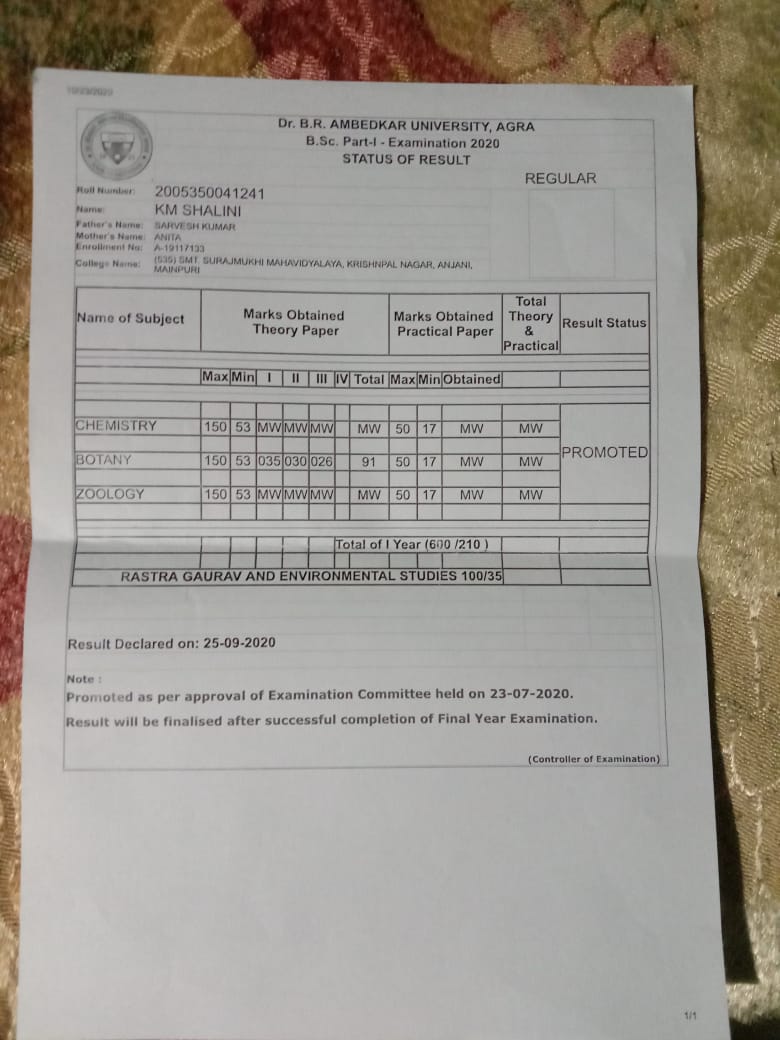 10/23/2020
Dr. B.R. AMBEDKAR UNIVERSITY, AGRA
B.Sc. Part-I - Examination 2020
STATUS OF RESULT
REGULAR
Roll Number: 2005350041241
Name: KM SHALINI
Father's Name: SARVESH KUMAR
Mother's Name: ANITA
Enrollment No: A-19117133
College Name: (535) SMT. SURAJMUKHI MAHAVIDYALAYA, KRISHNPAL NAGAR, ANJANI,
MAINPURI
Name of Subject Marks Obtained Theory Paper Marks Obtained Practical Paper Total Theory & Practical Result Status
Max Min I II III IV Total Max Min Obtained
CHEMISTRY 150 53 MW MW MW MW 50 17 MW MW
PROMOTED
BOTANY 150 53 035 030 026 91 50 17 MW MW
ZOOLOGY 150 53 MW MW MW MW 50 17 MW MW
Total of I Year (600 /210 )
RASTRA GAURAV AND ENVIRONMENTAL STUDIES 100/35
Result Declared on: 25-09-2020
Note :
Promoted as per approval of Examination Committee held on 23-07-2020.
Result will be finalised after successful completion of Final Year Examination.
(Controller of Examination)
1/1